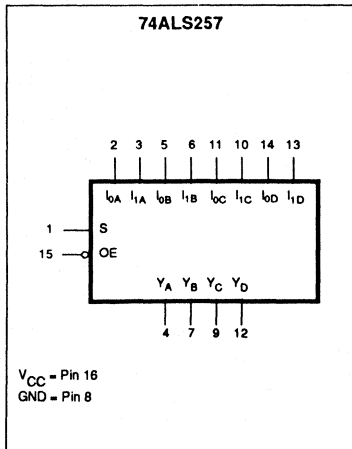 74ALS257
2 3 5 6 11 10 14 13
I0A I1A I0B I1B I0C I1C I0D I1D
1 S
15 OE
YA YB YC YD
4 7 9 12
VCC = Pin 16
GND = Pin 8